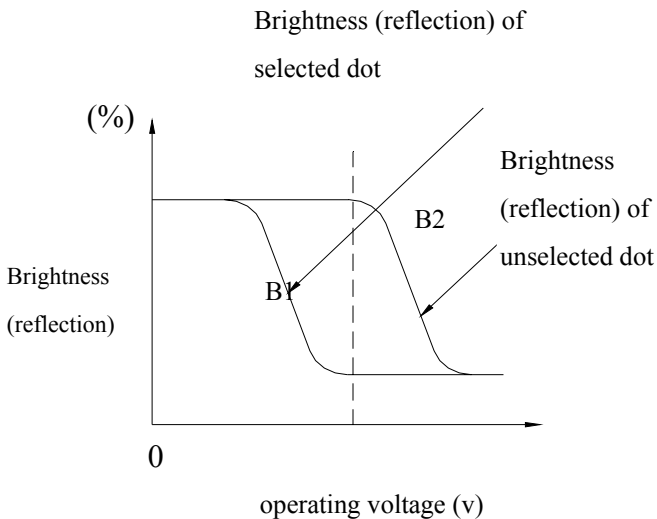 Brightness (reflection) of
selected dot
(%)
Brightness
(reflection) of
unselected dot
B2
Brightness
(reflection)
B1
0
operating voltage (v)